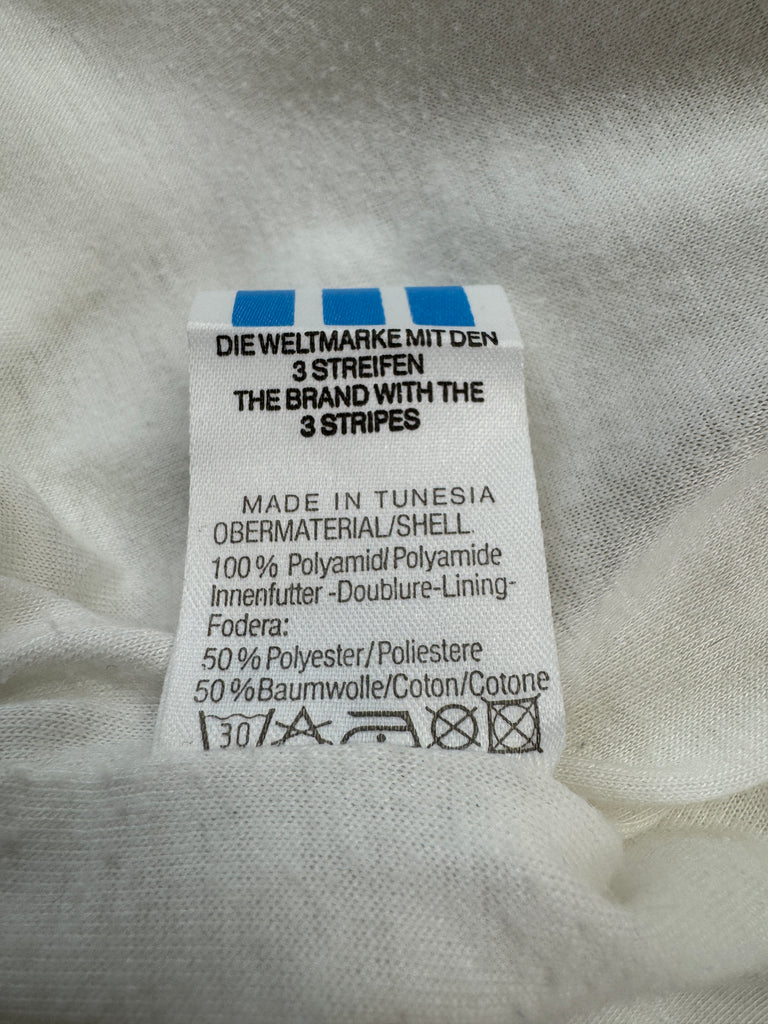 DIE WELTMARKE MIT DEN
3 STREIFEN
THE BRAND WITH THE
3 STRIPES
MADE IN TUNESIA
OBERMATERIAL/SHELL
100% Polyamid/Polyamide
Innenfutter -Doublure-Lining-
Fodera:
50% Polyester/Poliestere
50%Baumwolle/Coton/Cotone
30